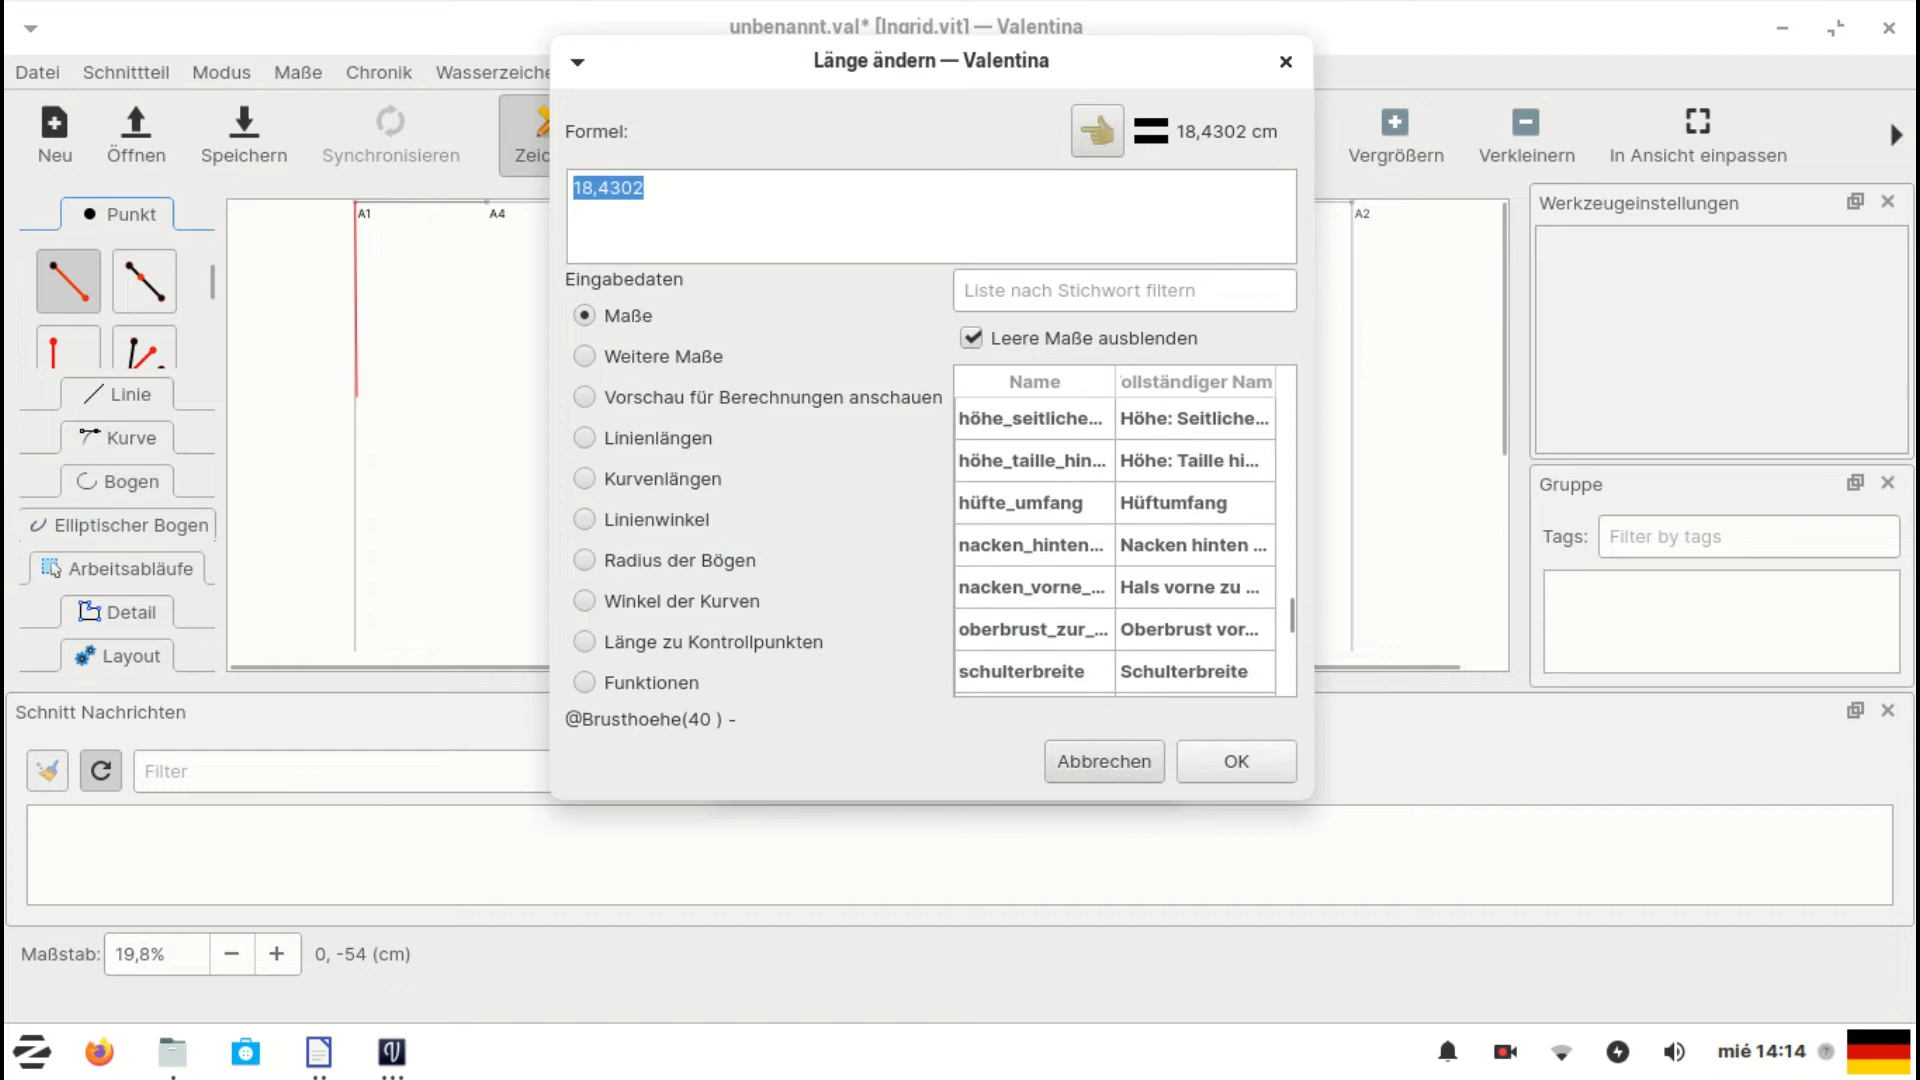 unbenannt.val* [Ingrid.vit] — Valentina
Datei Schnittteil Modus Maße Chronik Wasserzeiche
Länge ändern — Valentina
Neu Öffnen Speichern Synchronisieren Zeic
Vergrößern Verkleinern In Ansicht einpassen
Formel: 18,4302 cm
18,4302
Punkt
A1 A4 A2
Linie
Kurve
Bogen
Elliptischer Bogen
Arbeitsabläufe
Detail
Layout
Eingabedaten
Maße
Weitere Maße
Vorschau für Berechnungen anschauen
Linienlängen
Kurvenlängen
Linienwinkel
Radius der Bögen
Winkel der Kurven
Länge zu Kontrollpunkten
Funktionen
@Brusthoehe(40 ) -
Liste nach Stichwort filtern
Leere Maße ausblenden
Name ollständiger Nam
höhe_seitliche... Höhe: Seitliche...
höhe_taille_hin... Höhe: Taille hi...
hüfte_umfang Hüftumfang
nacken_hinten... Nacken hinten ...
nacken_vorne_... Hals vorne zu ...
oberbrust_zur_... Oberbrust vor...
schulterbreite Schulterbreite
Abbrechen OK
Werkzeugeinstellungen
Gruppe
Tags: Filter by tags
Schnitt Nachrichten
Filter
Maßstab: 19,8% − + 0, -54 (cm)
mié 14:14 ?